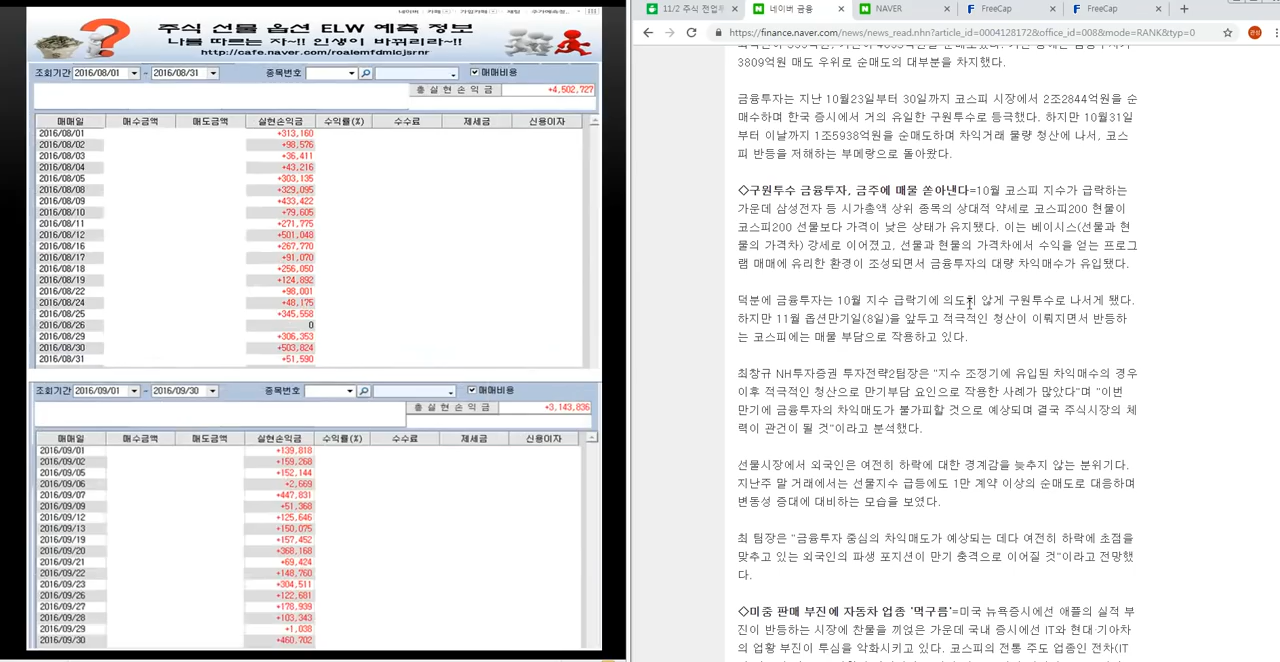 주식 선물 옵션 ELW 예측 정보
나를 따르는 자~!! 인생이 바뀌리라~!!
http://cafe.naver.com/roalemfdmlcjsrnr
조회기간 2016/08/01 - 2016/08/31 종목번호 매매비용
총 실 현 손 익 금 +4,502,727
매매일 매수금액 매도금액 실현손익금 수익률(%) 수수료 제세금 신용이자
2016/08/01 +313,160
2016/08/02 +98,576
2016/08/03 +36,411
2016/08/04 +43,216
2016/08/05 +303,135
2016/08/08 +329,095
2016/08/09 +433,422
2016/08/10 +79,605
2016/08/11 +271,775
2016/08/12 +501,048
2016/08/16 +267,770
2016/08/17 +91,070
2016/08/18 +256,050
2016/08/19 +124,892
2016/08/22 +98,001
2016/08/24 +48,175
2016/08/25 +345,558
2016/08/26 0
2016/08/29 +306,353
2016/08/30 +503,824
2016/08/31 +51,590
조회기간 2016/09/01 - 2016/09/30 종목번호 매매비용
총 실 현 손 익 금 +3,143,836
매매일 매수금액 매도금액 실현손익금 수익률(%) 수수료 제세금 신용이자
2016/09/01 +139,818
2016/09/02 +159,268
2016/09/05 +152,144
2016/09/06 +2,669
2016/09/07 +447,831
2016/09/09 +51,368
2016/09/12 +125,646
2016/09/13 +150,075
2016/09/19 +157,452
2016/09/20 +368,168
2016/09/21 +69,424
2016/09/22 +148,760
2016/09/23 +304,511
2016/09/26 +122,681
2016/09/27 +178,939
2016/09/28 +103,343
2016/09/29 +1,038
2016/09/30 +460,702
11/2 주식 전업투 네이버 금융 NAVER FreeCap FreeCap
https://finance.naver.com/news/news_read.nhn?article_id=0004128172&office_id=008&mode=RANK&typ=0
3809억원 매도 우위로 순매도의 대부분을 차지했다.
금융투자는 지난 10월23일부터 30일까지 코스피 시장에서 2조2844억원을 순
매수하며 한국 증시에서 거의 유일한 구원투수로 등극했다. 하지만 10월31일
부터 이날까지 1조5938억원을 순매도하며 차익거래 물량 청산에 나서, 코스
피 반등을 저해하는 부메랑으로 돌아왔다.
◇구원투수 금융투자, 금주에 매물 쏟아낸다=10월 코스피 지수가 급락하는
가운데 삼성전자 등 시가총액 상위 종목의 상대적 약세로 코스피200 현물이
코스피200 선물보다 가격이 낮은 상태가 유지됐다. 이는 베이시스(선물과 현
물의 가격차) 강세로 이어졌고, 선물과 현물의 가격차에서 수익을 얻는 프로그
램 매매에 유리한 환경이 조성되면서 금융투자의 대량 차익매수가 유입됐다.
덕분에 금융투자는 10월 지수 급락기에 의도치 않게 구원투수로 나서게 됐다.
하지만 11월 옵션만기일(8일)을 앞두고 적극적인 청산이 이뤄지면서 반등하
는 코스피에는 매물 부담으로 작용하고 있다.
최창규 NH투자증권 투자전략2팀장은 "지수 조정기에 유입된 차익매수의 경우
이후 적극적인 청산으로 만기부담 요인으로 작용한 사례가 많았다"며 "이번
만기에 금융투자의 차익매도가 불가피할 것으로 예상되며 결국 주식시장의 체
력이 관건이 될 것"이라고 분석했다.
선물시장에서 외국인은 여전히 하락에 대한 경계감을 늦추지 않는 분위기다.
지난주 말 거래에서는 선물지수 급등에도 1만 계약 이상의 순매도로 대응하며
변동성 증대에 대비하는 모습을 보였다.
최 팀장은 "금융투자 중심의 차익매도가 예상되는 데다 여전히 하락에 초점을
맞추고 있는 외국인의 파생 포지션이 만기 충격으로 이어질 것"이라고 전망했
다.
◇미중 판매 부진에 자동차 업종 '먹구름'=미국 뉴욕증시에선 애플의 실적 부
진이 반등하는 시장에 찬물을 끼얹은 가운데 국내 증시에서 IT와 현대·기아차
의 업황 부진이 투심을 악화시키고 있다. 코스피의 전통 주도 업종인 전차(IT